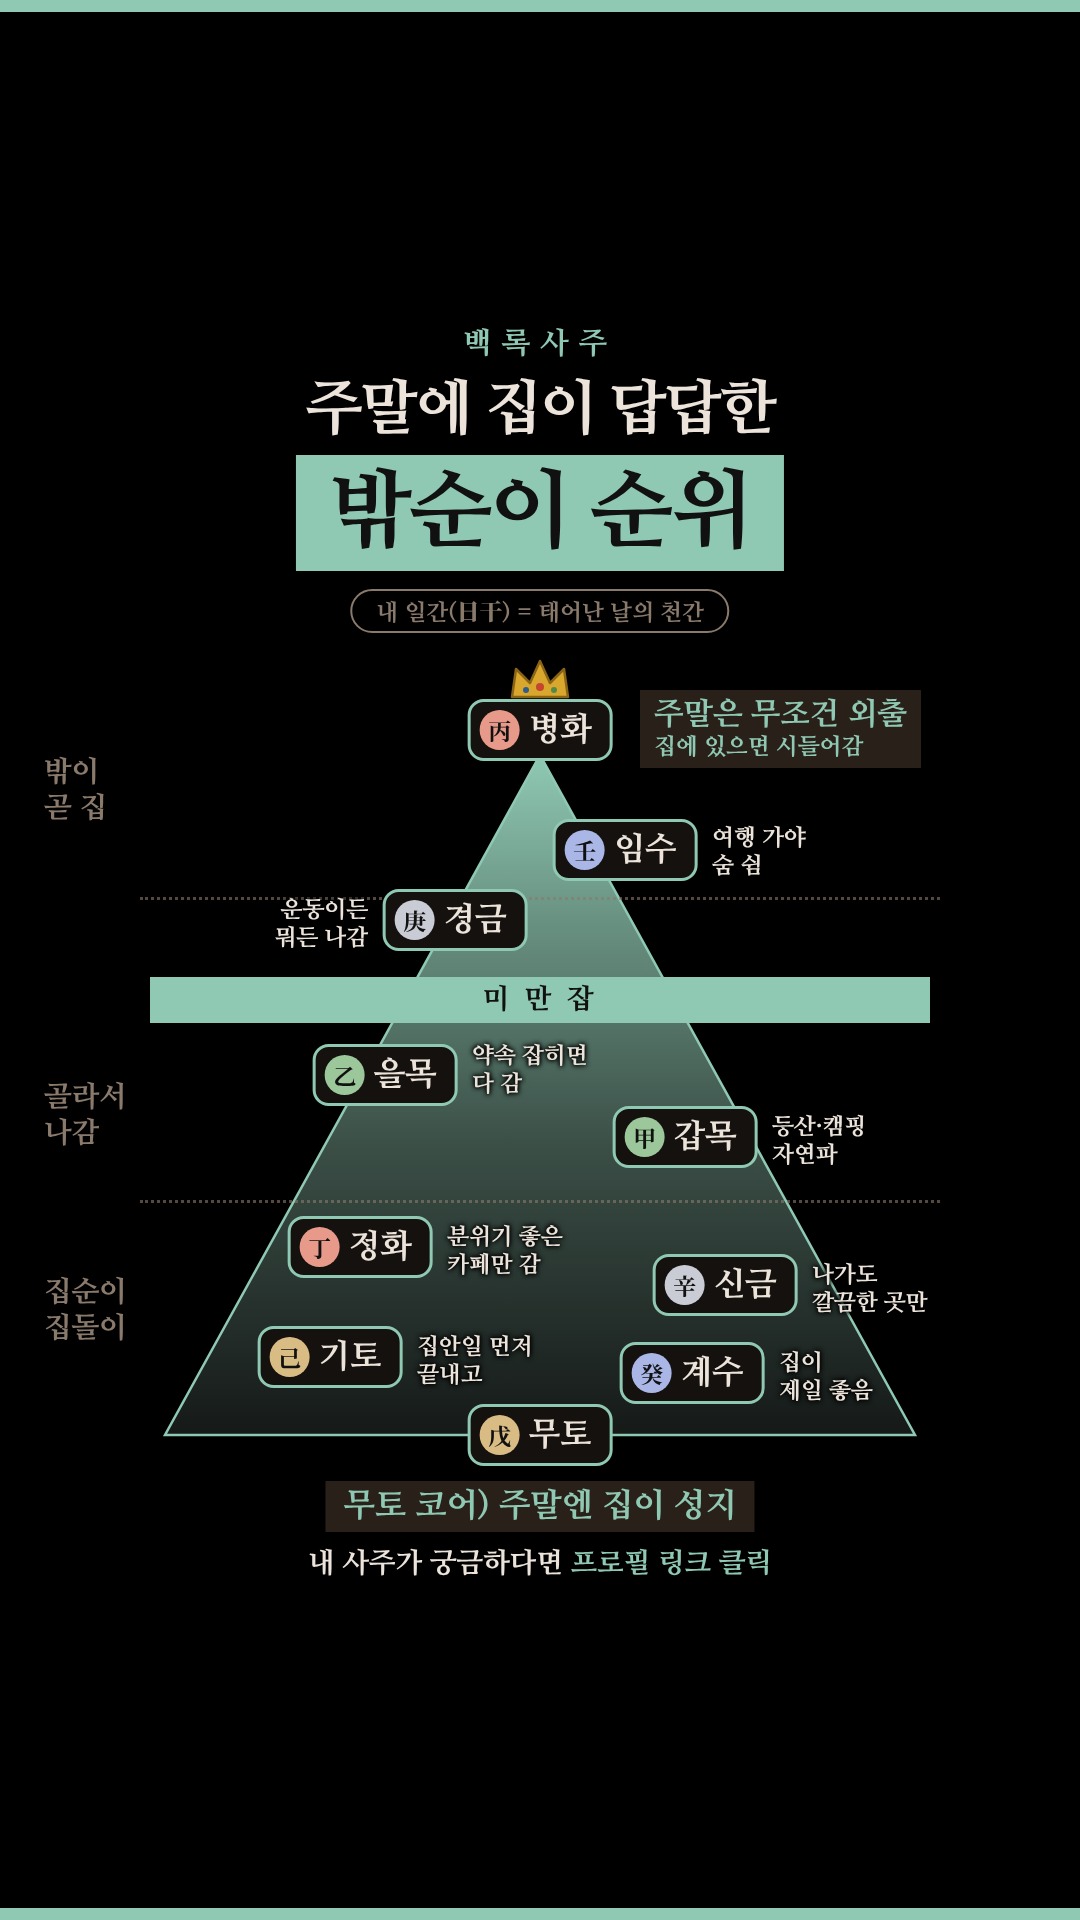 백록사주
주말에 집이 답답한
밖순이 순위
내 일간(日干) = 태어난 날의 천간
丙 병화
주말은 무조건 외출
집에 있으면 시들어감
밖이
곧 집
壬 임수
여행 가야
숨 쉼
운동이든
뭐든 나감
庚 경금
미만잡
乙 을목
약속 잡히면
다 감
골라서
나감
甲 갑목
등산·캠핑
자연파
丁 정화
분위기 좋은
카페만 감
辛 신금
나가도
깔끔한 곳만
집순이
집돌이
己 기토
집안일 먼저
끝내고
癸 계수
집이
제일 좋음
戊 무토
무토 코어) 주말엔 집이 성지
내 사주가 궁금하다면 프로필 링크 클릭